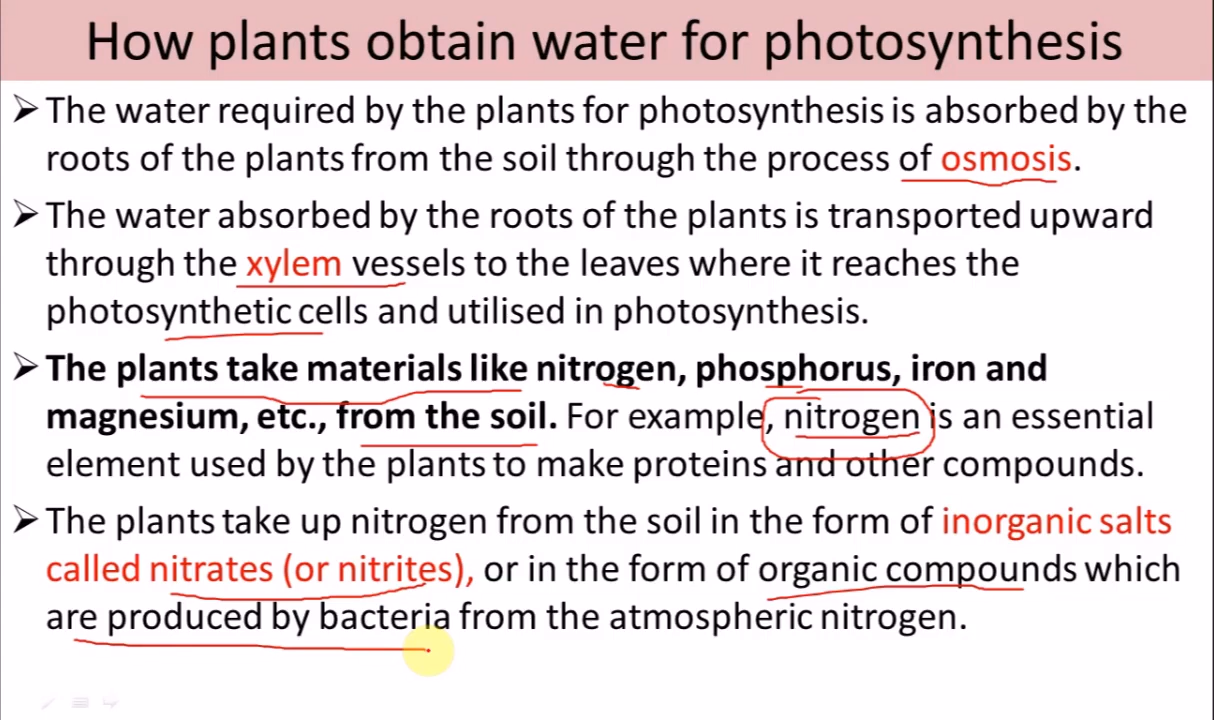 How plants obtain water for photosynthesis
➢ The water required by the plants for photosynthesis is absorbed by the
roots of the plants from the soil through the process of osmosis.
➢ The water absorbed by the roots of the plants is transported upward
through the xylem vessels to the leaves where it reaches the
photosynthetic cells and utilised in photosynthesis.
➢ The plants take materials like nitrogen, phosphorus, iron and
magnesium, etc., from the soil. For example, nitrogen is an essential
element used by the plants to make proteins and other compounds.
➢ The plants take up nitrogen from the soil in the form of inorganic salts
called nitrates (or nitrites), or in the form of organic compounds which
are produced by bacteria from the atmospheric nitrogen.